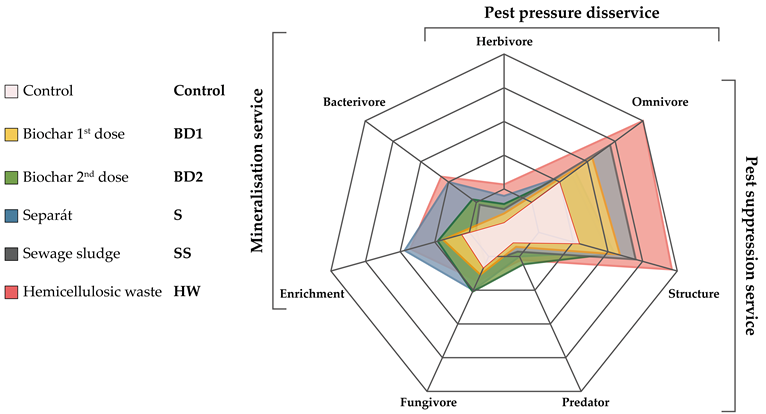 Pest pressure disservice
Herbivore
Mineralisation service
Bacterivore
Omnivore
Control Control
Biochar 1st dose BD1
Biochar 2nd dose BD2
Separát S
Sewage sludge SS
Hemicellulosic waste HW
Pest suppression service
Enrichment
Structure
Fungivore
Predator